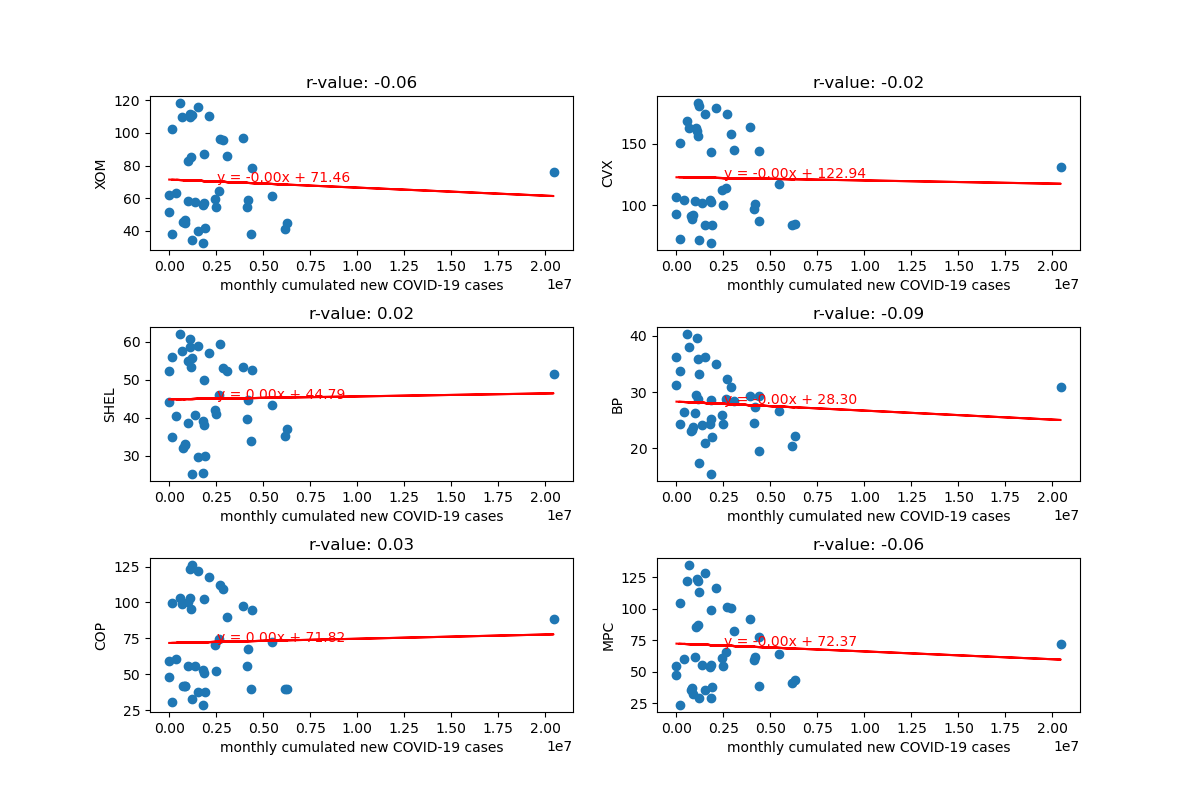 r-value: -0.06
120
100
80
60
40
XOM
y = -0.00x + 71.46
0.00 0.25 0.50 0.75 1.00 1.25 1.50 1.75 2.00
1e7
monthly cumulated new COVID-19 cases
r-value: -0.02
150
100
CVX
y = -0.00x + 122.94
0.00 0.25 0.50 0.75 1.00 1.25 1.50 1.75 2.00
1e7
monthly cumulated new COVID-19 cases
r-value: 0.02
60
50
40
30
SHEL
y = 0.00x + 44.79
0.00 0.25 0.50 0.75 1.00 1.25 1.50 1.75 2.00
1e7
monthly cumulated new COVID-19 cases
r-value: -0.09
40
30
20
BP
y = -0.00x + 28.30
0.00 0.25 0.50 0.75 1.00 1.25 1.50 1.75 2.00
1e7
monthly cumulated new COVID-19 cases
r-value: 0.03
125
100
75
50
25
COP
y = 0.00x + 71.82
0.00 0.25 0.50 0.75 1.00 1.25 1.50 1.75 2.00
1e7
monthly cumulated new COVID-19 cases
r-value: -0.06
125
100
75
50
25
MPC
y = -0.00x + 72.37
0.00 0.25 0.50 0.75 1.00 1.25 1.50 1.75 2.00
1e7
monthly cumulated new COVID-19 cases